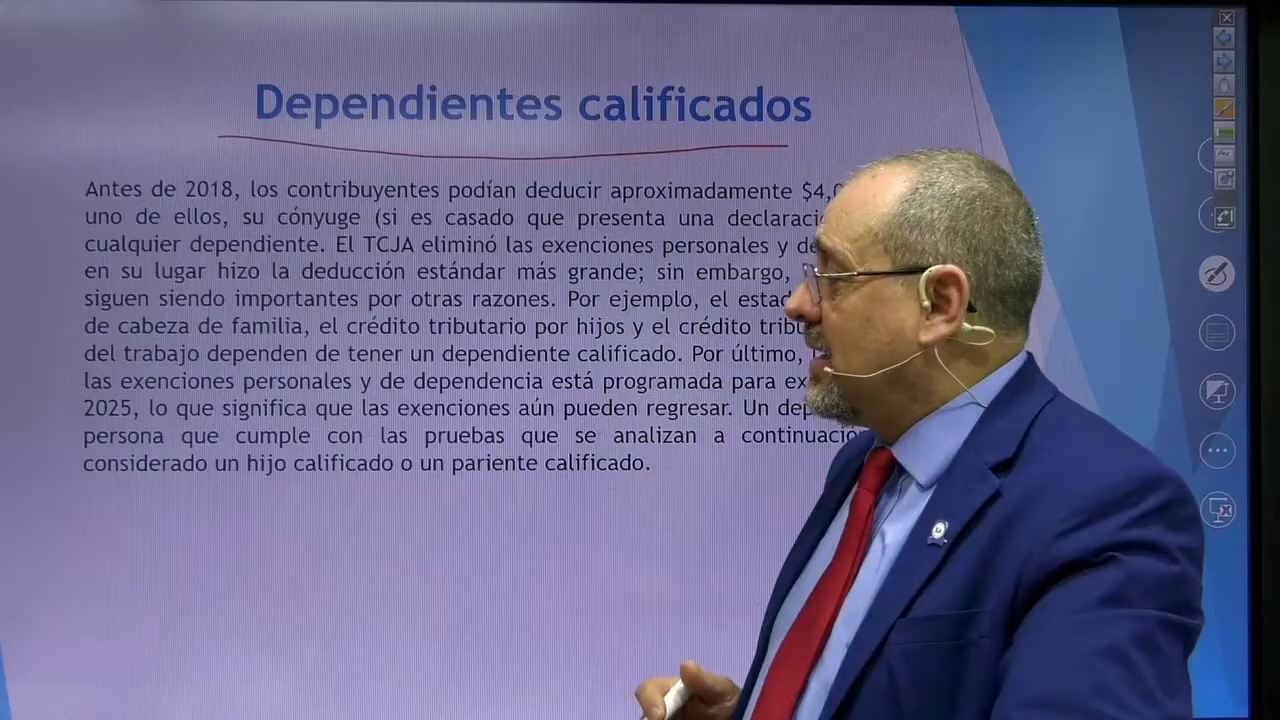 Dependientes calificados
Antes de 2018, los contribuyentes podían deducir aproximadamente
uno de ellos, su cónyuge (si es casado que presenta una
cualquier dependiente. El TCJA eliminó las exenciones personales y
en su lugar hizo la deducción estándar más grande; sin embargo,
siguen siendo importantes por otras razones. Por ejemplo, el
de cabeza de familia, el crédito tributario por hijos y el crédito
del trabajo dependen de tener un dependiente calificado. Por último,
las exenciones personales y de dependencia está programada para
2025, lo que significa que las exenciones aún pueden regresar. Un
persona que cumple con las pruebas que se analizan a
considerado un hijo calificado o un pariente calificado.